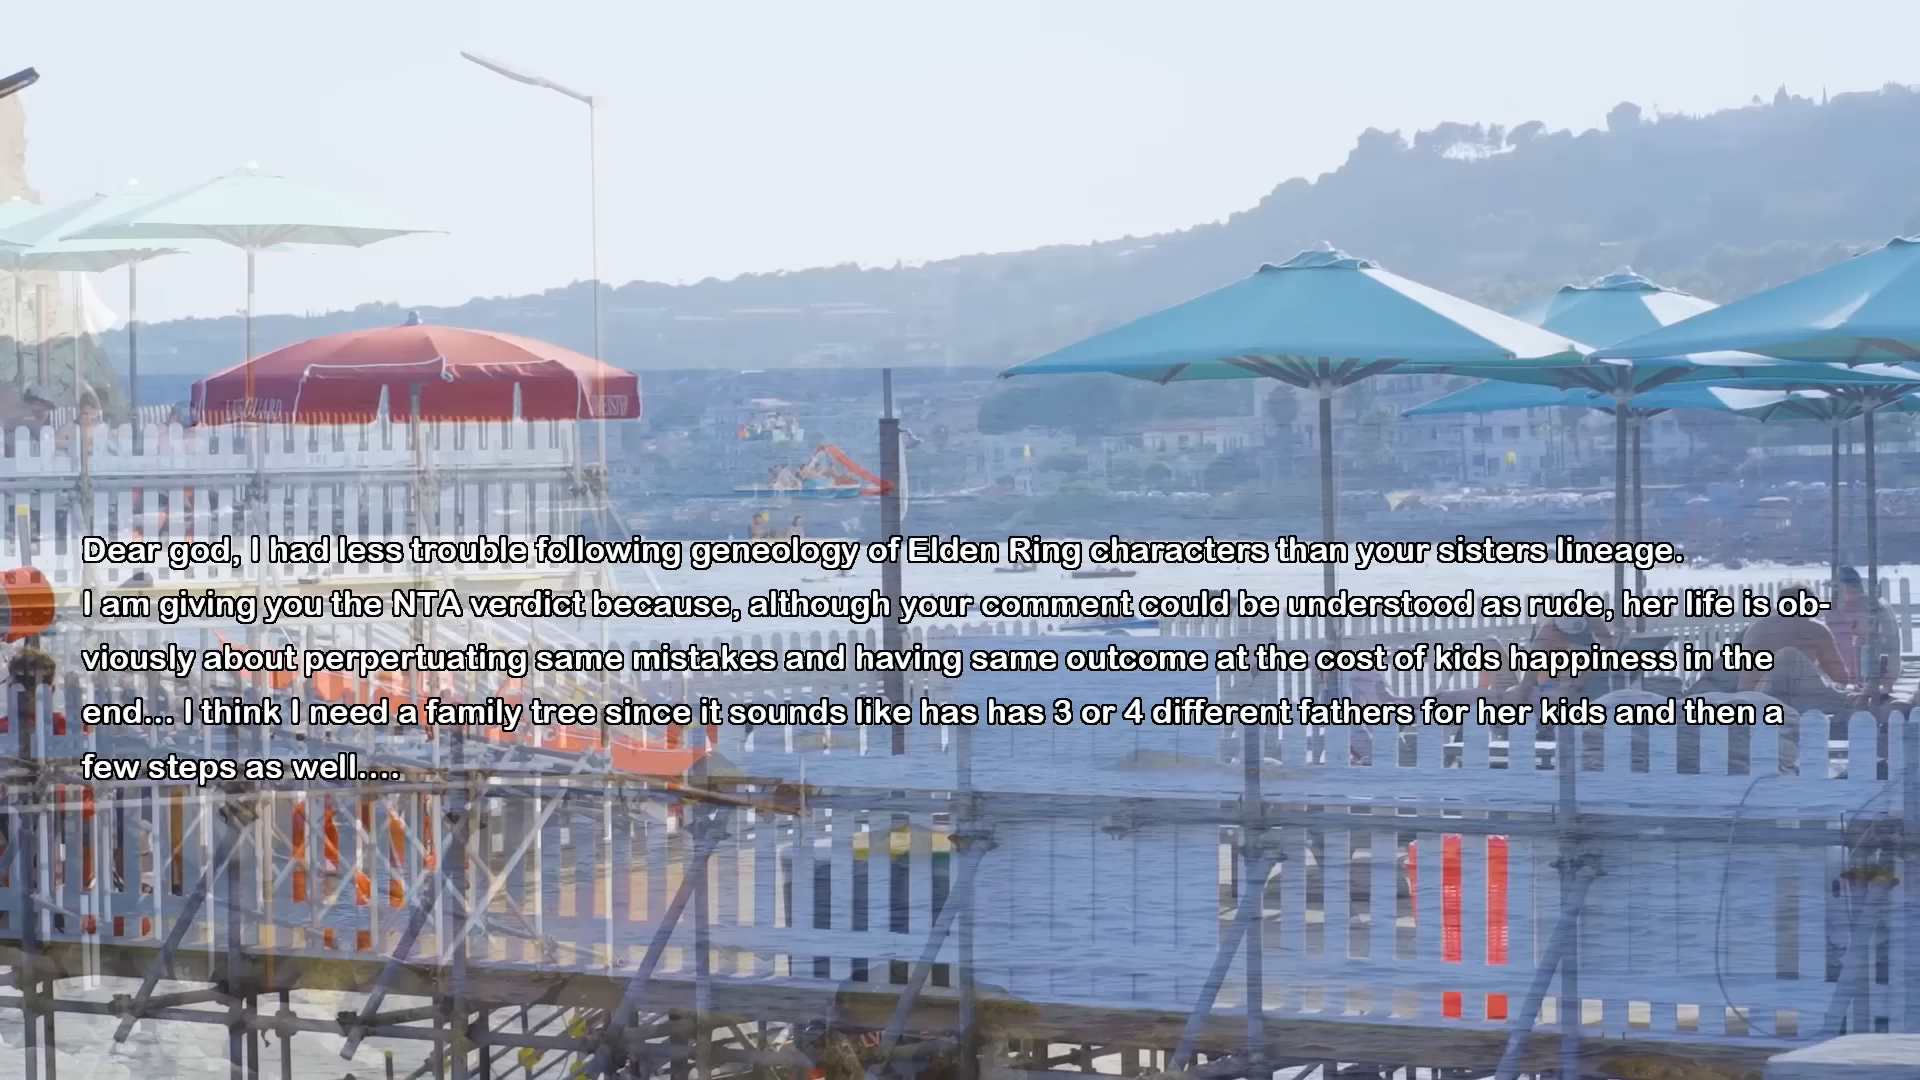 Dear god, I had less trouble following geneology of Elden Ring characters than your sisters lineage.
I am giving you the NTA verdict because, although your comment could be understood as rude, her life is ob-
viously about perpertuating same mistakes and having same outcome at the cost of kids happiness in the
end... I think I need a family tree since it sounds like has has 3 or 4 different fathers for her kids and then a
few steps as well....